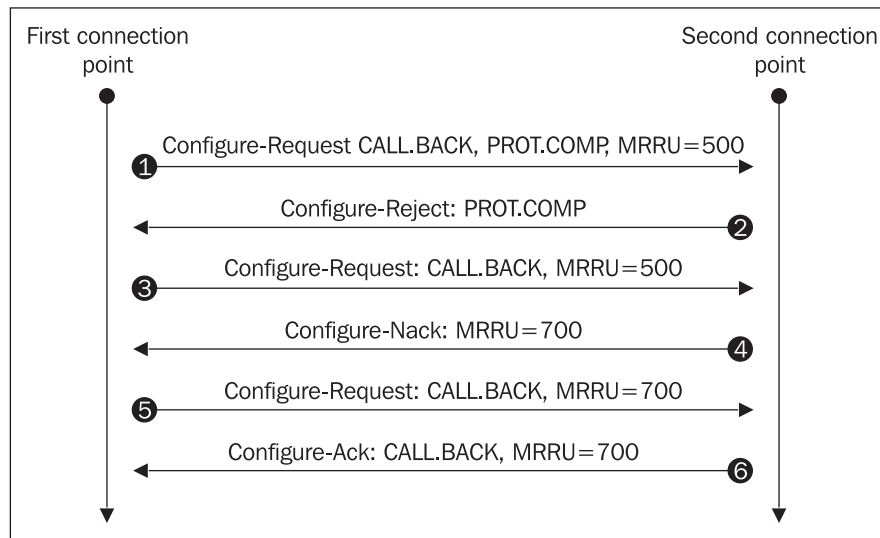 First connection
point
Second connection
point
Configure-Request CALL.BACK, PROT.COMP, MRRU=500
1
Configure-Reject: PROT.COMP
2
Configure-Request: CALL.BACK, MRRU=500
3
Configure-Nack: MRRU=700
4
Configure-Request: CALL.BACK, MRRU=700
5
Configure-Ack: CALL.BACK, MRRU=700
6